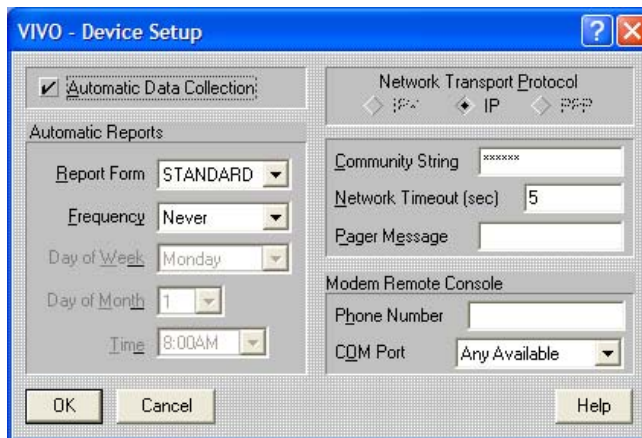 VIVO - Device Setup
Automatic Data Collection
Automatic Reports
Report Form STANDARD
Frequency Never
Day of Week Monday
Day of Month 1
Time 8:00AM
Network Transport Protocol
IPX IP PPP
Community String ××××××
Network Timeout (sec) 5
Pager Message
Modem Remote Console
Phone Number
COM Port Any Available
OK Cancel Help